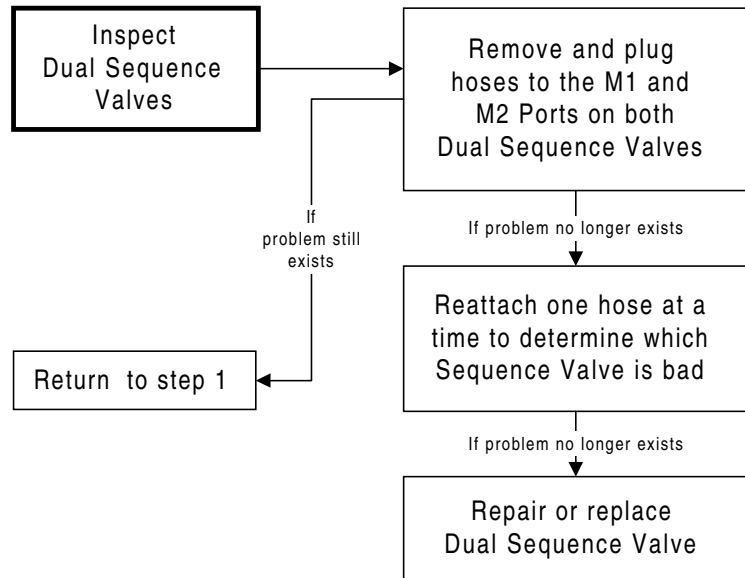 Inspect
Dual Sequence
Valves
Remove and plug
hoses to the M1 and
M2 Ports on both
Dual Sequence Valves
If
problem still
exists
If problem no longer exists
Reattach one hose at a
time to determine which
Sequence Valve is bad
Return to step 1
If problem no longer exists
Repair or replace
Dual Sequence Valve